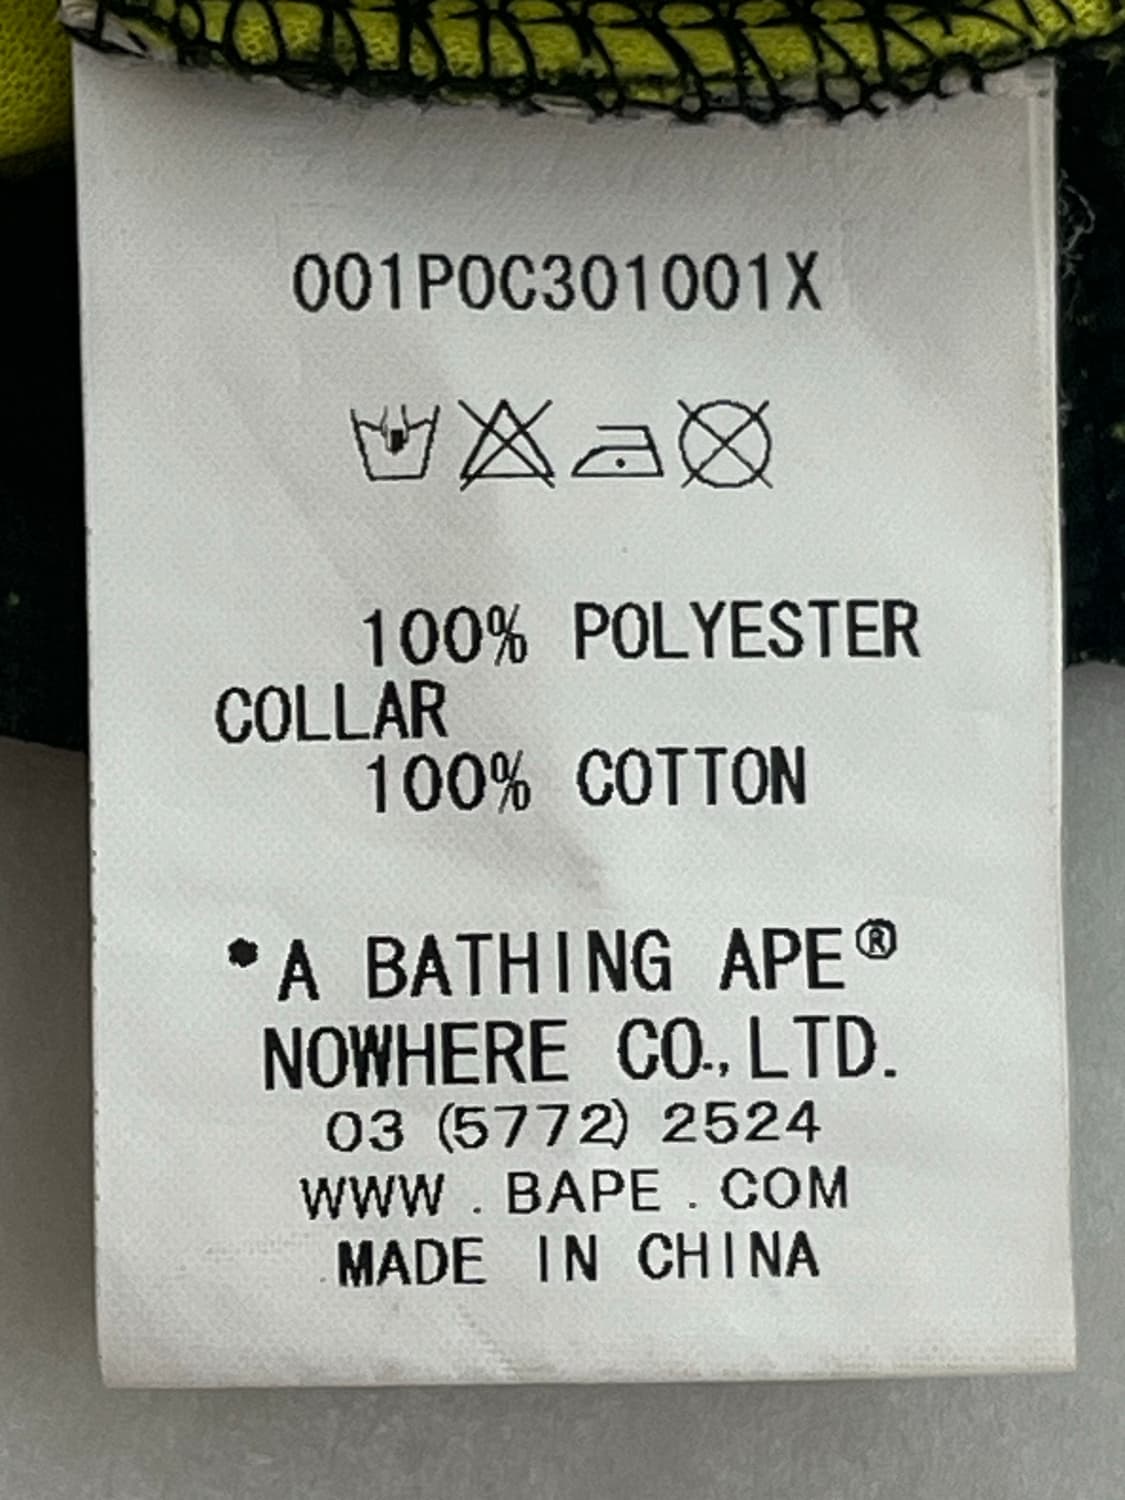 001POC301001X
100% POLYESTER
COLLAR
100% COTTON
*A BATHING APE®
NOWHERE CO., LTD.
03 (5772) 2524
WWW . BAPE . COM
MADE IN CHINA